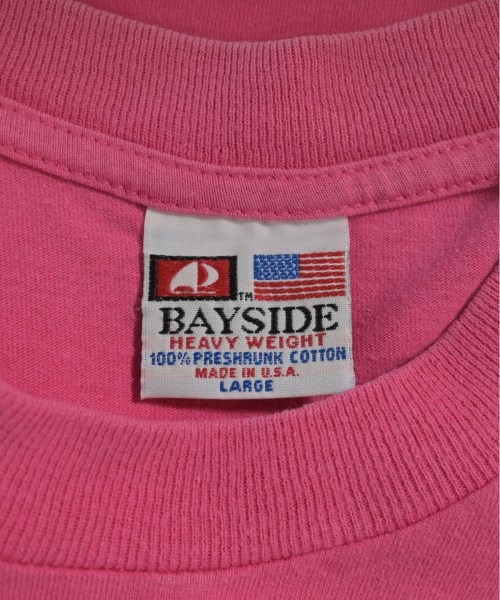 TM
BAYSIDE
HEAVY WEIGHT
100% PRESHRUNK COTTON
MADE IN U.S.A.
LARGE